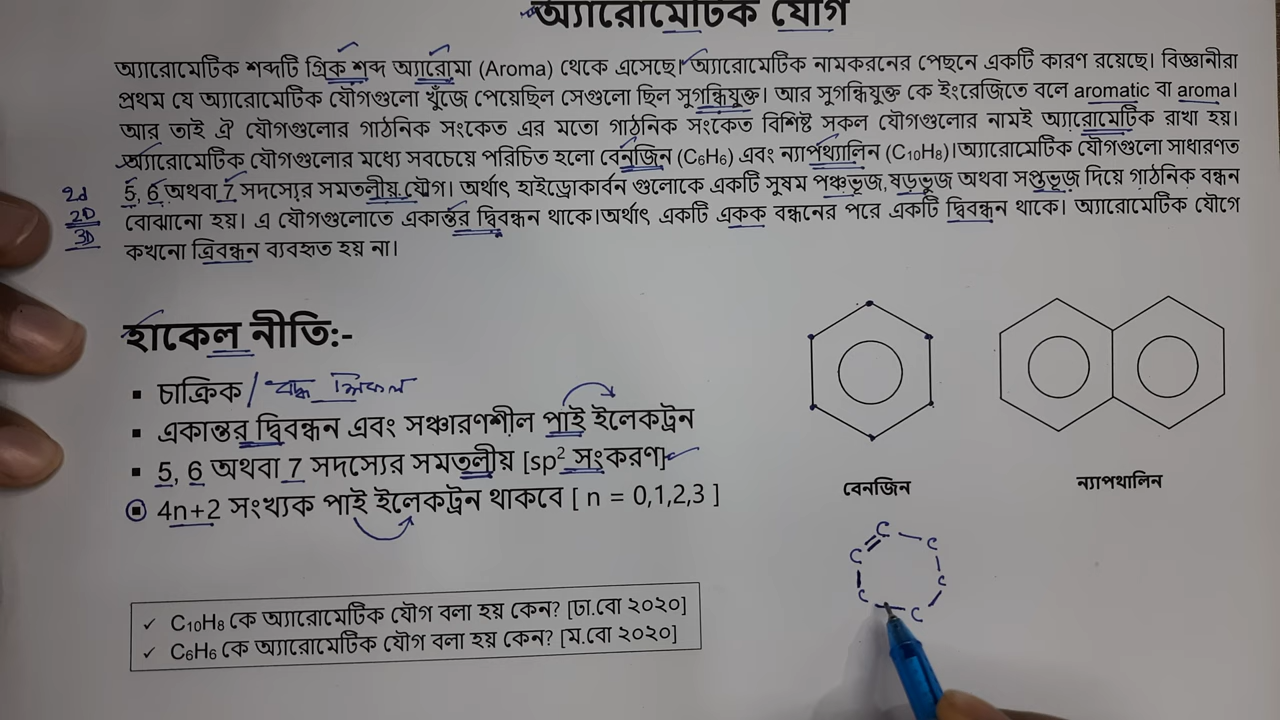 অ্যারোমেটিক যৌগ
অ্যারোমেটিক শব্দটি গ্রিক শব্দ অ্যারোমা (Aroma) থেকে এসেছে। অ্যারোমেটিক নামকরনের পেছনে একটি কারণ রয়েছে। বিজ্ঞানীরা
প্রথম যে অ্যারোমেটিক যৌগগুলো খুঁজে পেয়েছিল সেগুলো ছিল সুগন্ধিযুক্ত। আর সুগন্ধিযুক্ত কে ইংরেজিতে বলে aromatic বা aroma।
আর তাই ঐ যৌগগুলোর গাঠনিক সংকেত এর মতো গাঠনিক সংকেত বিশিষ্ট সকল যৌগগুলোর নামই অ্যারোমেটিক রাখা হয়।
অ্যারোমেটিক যৌগগুলোর মধ্যে সবচেয়ে পরিচিত হলো বেনজিন (C₆H₆) এবং ন্যাপথ্যালিন (C₁₀H₈)।অ্যারোমেটিক যৌগগুলো সাধারণত
5, 6 অথবা 7 সদস্যের সমতলীয় যৌগ। অর্থাৎ হাইড্রোকার্বন গুলোকে একটি সুষম পঞ্চভুজ,ষড়ভুজ অথবা সপ্তভুজ দিয়ে গাঠনিক বন্ধন
বোঝানো হয়। এ যৌগগুলোতে একান্তর দ্বিবন্ধন থাকে।অর্থাৎ একটি একক বন্ধনের পরে একটি দ্বিবন্ধন থাকে। অ্যারোমেটিক যৌগে
কখনো ত্রিবন্ধন ব্যবহৃত হয় না।
2d
2D
3D
হাকেল নীতি:-
▪ চাক্রিক / বদ্ধ শিকল
▪ একান্তর দ্বিবন্ধন এবং সঞ্চারণশীল পাই ইলেকট্রন
▪ 5, 6 অথবা 7 সদস্যের সমতলীয় [sp² সংকরণ]
▪ 4n+2 সংখ্যক পাই ইলেকট্রন থাকবে [ n = 0,1,2,3 ]
বেনজিন
ন্যাপথালিন
C C
C C
C C
✓ C₁₀H₈ কে অ্যারোমেটিক যৌগ বলা হয় কেন? [ঢা.বো ২০২০]
✓ C₆H₆ কে অ্যারোমেটিক যৌগ বলা হয় কেন? [ম.বো ২০২০]